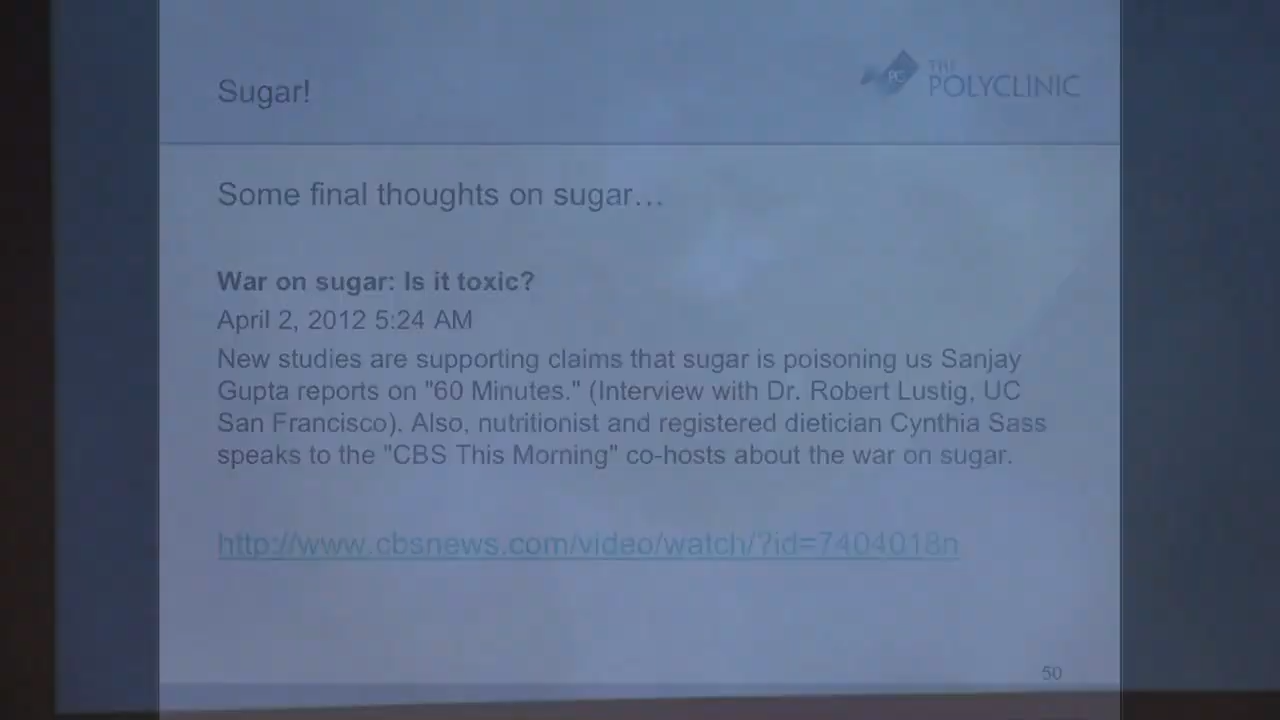 Sugar!
PC
THE
POLYCLINIC
Some final thoughts on sugar…
War on sugar: Is it toxic?
April 2, 2012 5:24 AM
New studies are supporting claims that sugar is poisoning us Sanjay
Gupta reports on "60 Minutes." (Interview with Dr. Robert Lustig, UC
San Francisco). Also, nutritionist and registered dietician Cynthia Sass
speaks to the "CBS This Morning" co-hosts about the war on sugar.
http://www.cbsnews.com/video/watch/?id=7404018n
50